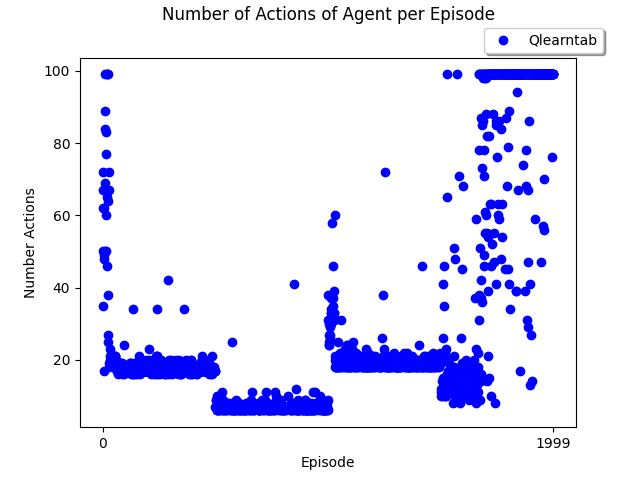 Number of Actions of Agent per Episode
Qlearntab
100
80
60
40
20
Number Actions
0
1999
Episode